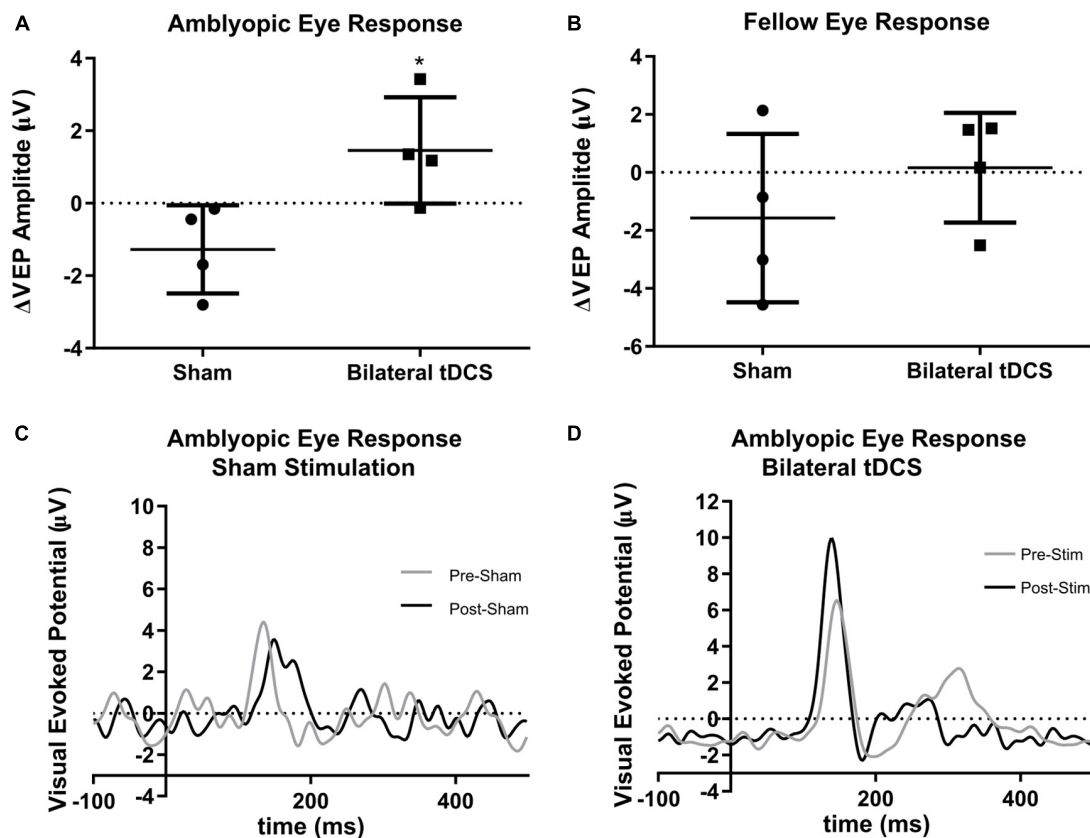 A
Amblyopic Eye Response
ΔVEP Amplitde (μV)
4
2
0
-2
-4
*
Sham
Bilateral tDCS
B
Fellow Eye Response
ΔVEP Amplitde (μV)
4
2
0
-2
-4
-6
Sham
Bilateral tDCS
C
Amblyopic Eye Response
Sham Stimulation
Visual Evoked Potential (μV)
10
8
6
4
2
0
-2
-4
Pre-Sham
Post-Sham
-100
200
400
time (ms)
D
Amblyopic Eye Response
Bilateral tDCS
Visual Evoked Potential (μV)
12
10
8
6
4
2
0
-2
-4
Pre-Stim
Post-Stim
-100
200
400
time (ms)